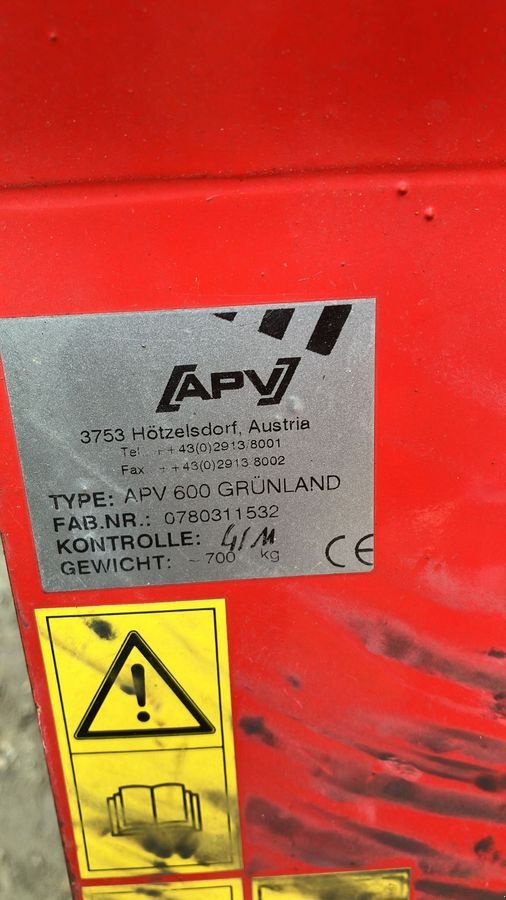 [APV]
3753 Hötzelsdorf, Austria
Tel. ++43(0)2913/8001
Fax ++43(0)2913/8002
TYPE: APV 600 GRÜNLAND
FAB.NR.: 0780311532
KONTROLLE: 41M
GEWICHT: ~700 kg
CE